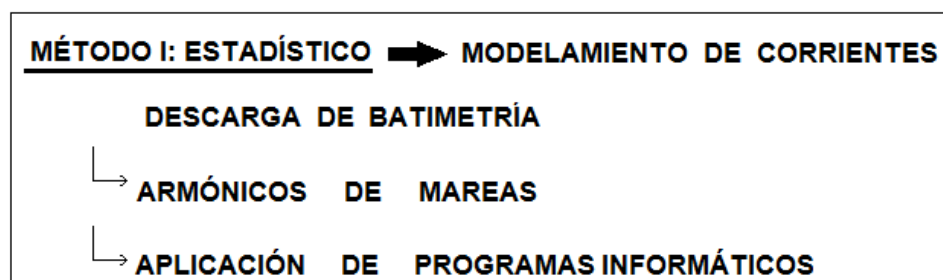 MÉTODO I: ESTADÍSTICO MODELAMIENTO DE CORRIENTES
DESCARGA DE BATIMETRÍA
ARMÓNICOS DE MAREAS
APLICACIÓN DE PROGRAMAS INFORMÁTICOS